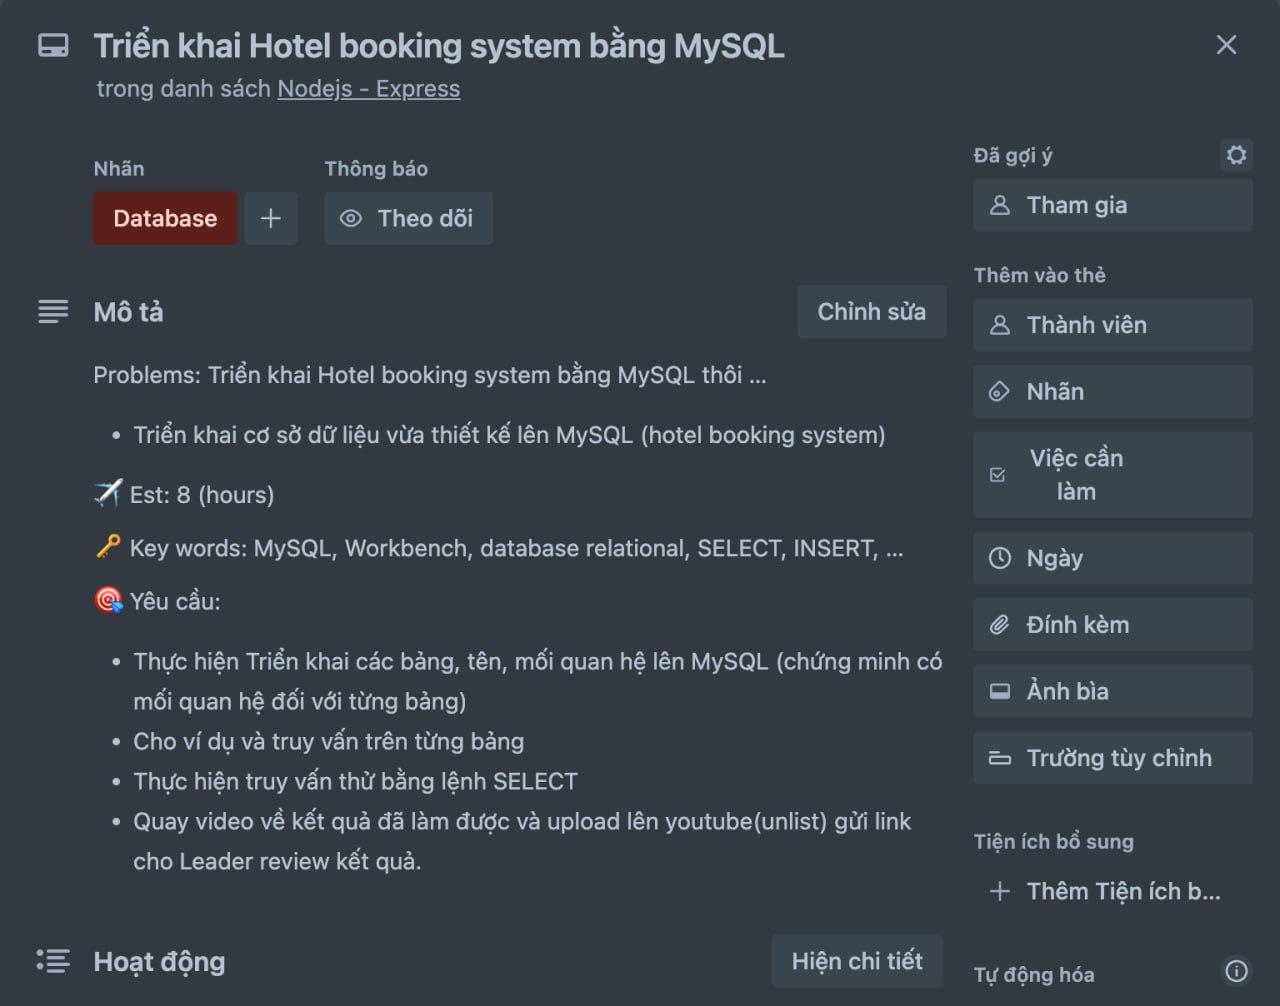 Triển khai Hotel booking system bằng MySQL
trong danh sách Nodejs - Express
Nhãn
Thông báo
Database
Theo dõi
Mô tả
Chỉnh sửa
Problems: Triển khai Hotel booking system bằng MySQL thôi ...
• Triển khai cơ sở dữ liệu vừa thiết kế lên MySQL (hotel booking system)
Est: 8 (hours)
Key words: MySQL, Workbench, database relational, SELECT, INSERT, ...
Yêu cầu:
• Thực hiện Triển khai các bảng, tên, mối quan hệ lên MySQL (chứng minh có
mối quan hệ đối với từng bảng)
• Cho ví dụ và truy vấn trên từng bảng
• Thực hiện truy vấn thử bằng lệnh SELECT
• Quay video về kết quả đã làm được và upload lên youtube(unlist) gửi link
cho Leader review kết quả.
Hoạt động
Hiện chi tiết
Đã gợi ý
Tham gia
Thêm vào thẻ
Thành viên
Nhãn
Việc cần
làm
Ngày
Đính kèm
Ảnh bìa
Trường tùy chỉnh
Tiện ích bổ sung
Thêm Tiện ích b...
Tự động hóa